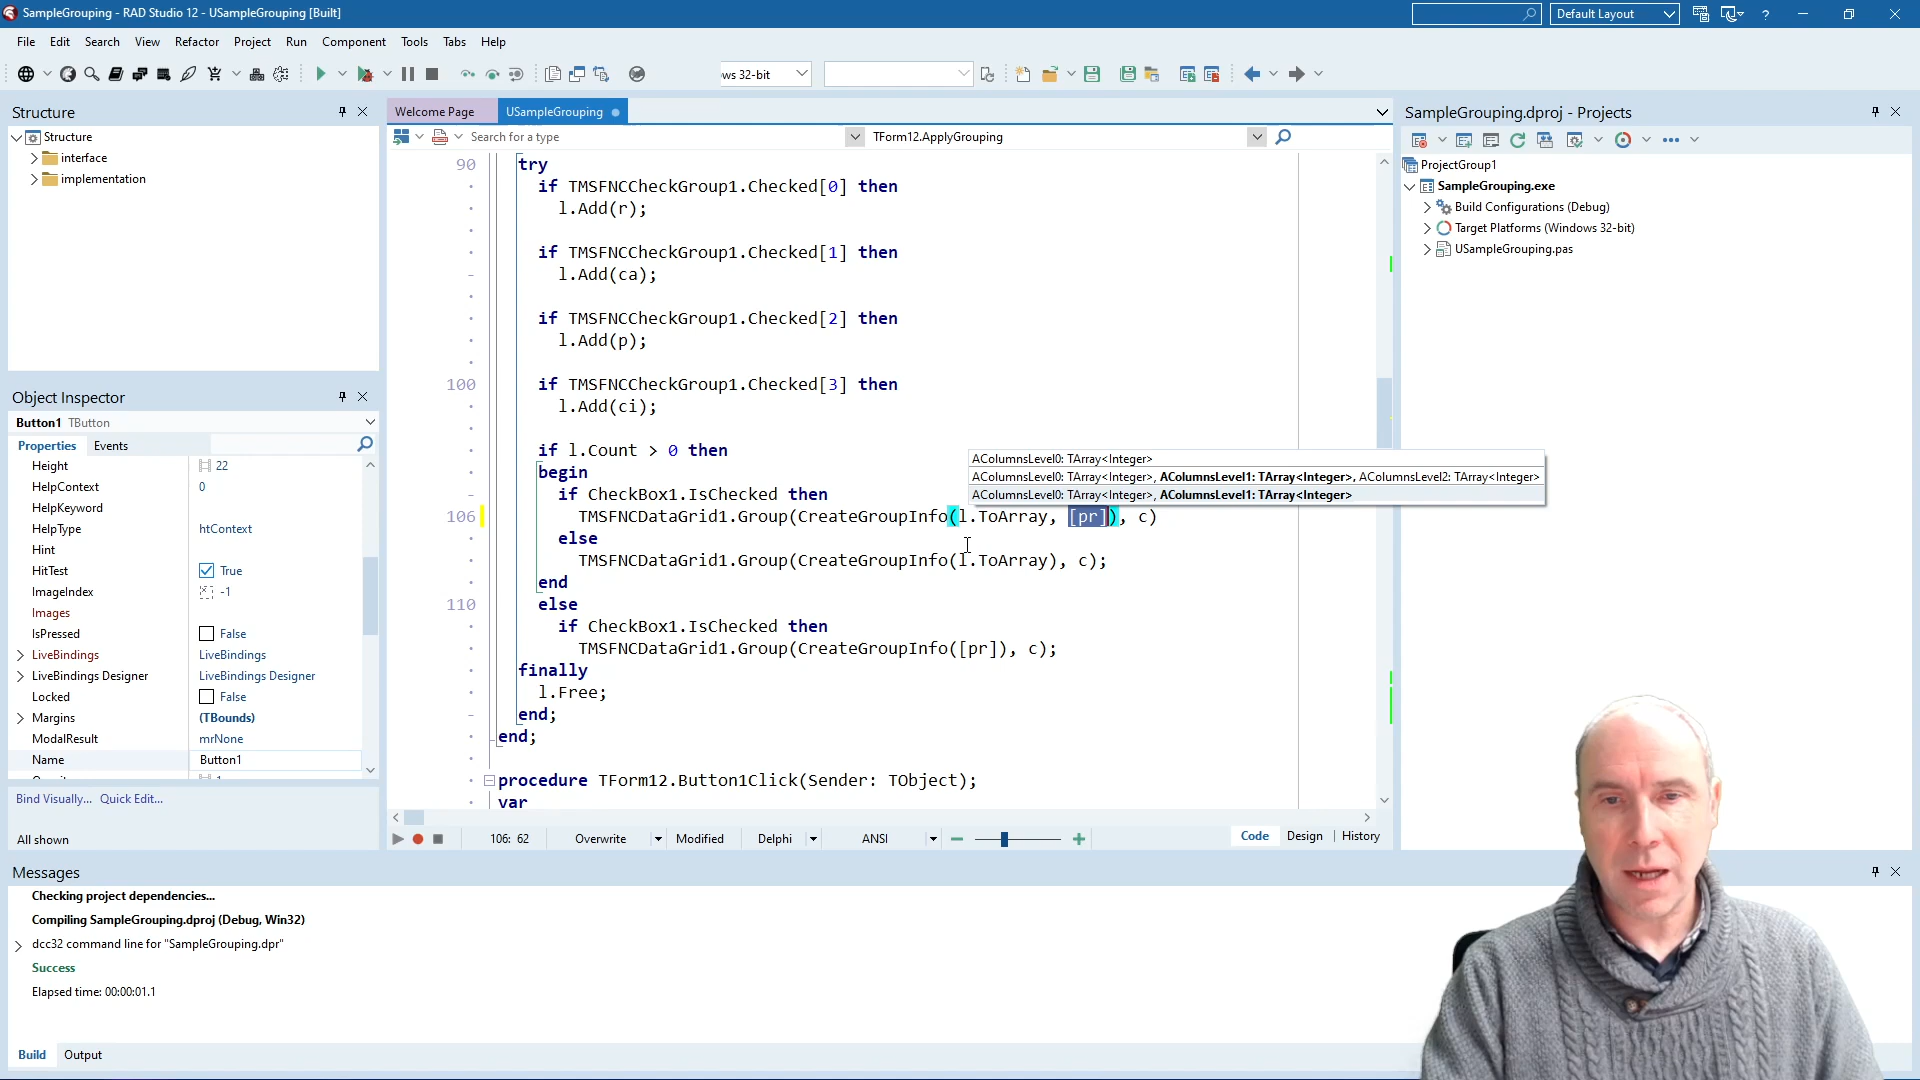 SampleGrouping - RAD Studio 12 - USampleGrouping [Built]
Default Layout
?
File Edit Search View Refactor Project Run Component Tools Tabs Help
ws 32-bit
Structure
Structure
interface
implementation
Object Inspector
Button1 TButton
Properties Events
Height 22
HelpContext 0
HelpKeyword
HelpType htContext
Hint
HitTest True
ImageIndex -1
Images
IsPressed False
LiveBindings LiveBindings
LiveBindings Designer LiveBindings Designer
Locked False
Margins (TBounds)
ModalResult mrNone
Name Button1
Bind Visually... Quick Edit...
All shown
Welcome Page USampleGrouping
Search for a type TForm12.ApplyGrouping
90 try
if TMSFNCCheckGroup1.Checked[0] then
l.Add(r);
if TMSFNCCheckGroup1.Checked[1] then
l.Add(ca);
if TMSFNCCheckGroup1.Checked[2] then
l.Add(p);
100 if TMSFNCCheckGroup1.Checked[3] then
l.Add(ci);
if l.Count > 0 then
begin
if CheckBox1.IsChecked then
106 TMSFNCDataGrid1.Group(CreateGroupInfo(l.ToArray, [pr]), c)
else
TMSFNCDataGrid1.Group(CreateGroupInfo(l.ToArray), c);
end
110 else
if CheckBox1.IsChecked then
TMSFNCDataGrid1.Group(CreateGroupInfo([pr]), c);
finally
l.Free;
end;
end;
procedure TForm12.Button1Click(Sender: TObject);
var
AColumnsLevel0: TArray<Integer>
AColumnsLevel0: TArray<Integer>, AColumnsLevel1: TArray<Integer>, AColumnsLevel2: TArray<Integer>
AColumnsLevel0: TArray<Integer>, AColumnsLevel1: TArray<Integer>
106: 62 Overwrite Modified Delphi ANSI Code Design History
SampleGrouping.dproj - Projects
ProjectGroup1
SampleGrouping.exe
Build Configurations (Debug)
Target Platforms (Windows 32-bit)
USampleGrouping.pas
Messages
Checking project dependencies...
Compiling SampleGrouping.dproj (Debug, Win32)
dcc32 command line for "SampleGrouping.dpr"
Success
Elapsed time: 00:00:01.1
Build Output